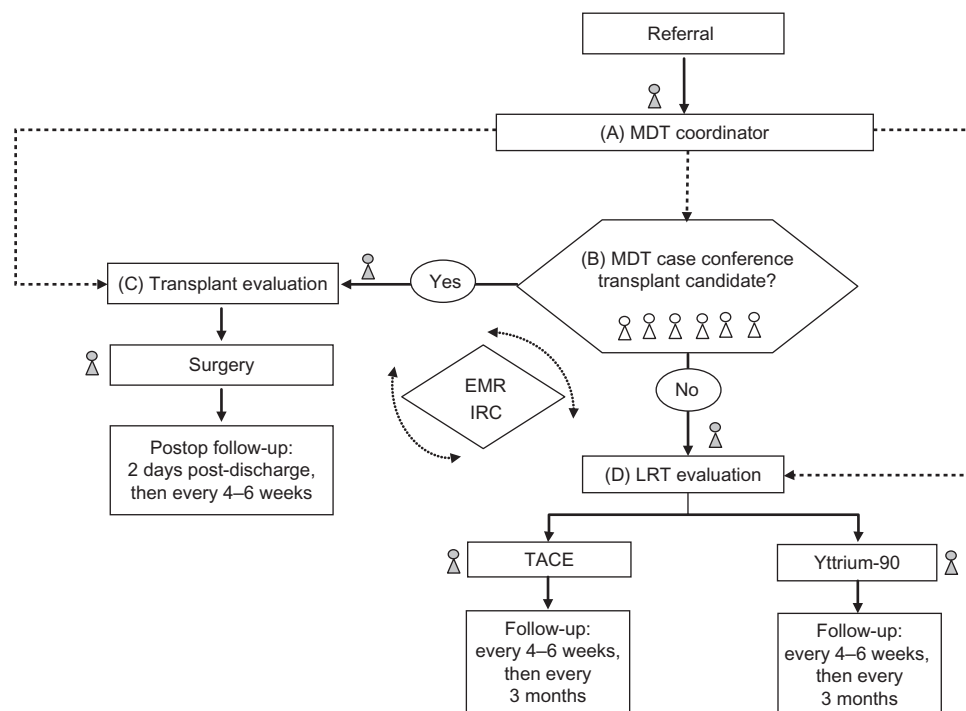 Referral
(A) MDT coordinator
(B) MDT case conference
transplant candidate?
Yes
(C) Transplant evaluation
Surgery
EMR
IRC
No
Postop follow-up:
2 days post-discharge,
then every 4–6 weeks
(D) LRT evaluation
TACE
Yttrium-90
Follow-up:
every 4–6 weeks,
then every
3 months
Follow-up:
every 4–6 weeks,
then every
3 months